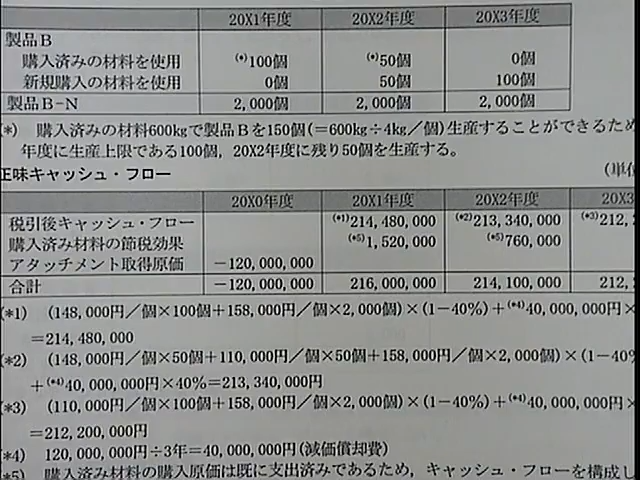 20X1年度 20X2年度 20X3年度
製品B
購入済みの材料を使用 (*)100個 (*)50個 0個
新規購入の材料を使用 0個 50個 100個
製品B-N 2,000個 2,000個 2,000個
(*) 購入済みの材料600kgで製品Bを150個(=600kg÷4kg/個)生産することができるため
年度に生産上限である100個, 20X2年度に残り50個を生産する。
正味キャッシュ・フロー (単位
20X0年度 20X1年度 20X2年度 20X3
税引後キャッシュ・フロー (*1)214,480,000 (*2)213,340,000 (*3)212,
購入済み材料の節税効果 (*5)1,520,000 (*5)760,000
アタッチメント取得原価 -120,000,000
合計 -120,000,000 216,000,000 214,100,000 212,
(*1) (148,000円/個×100個+158,000円/個×2,000個)×(1-40%)+(*4)40,000,000円×
=214,480,000
(*2) (148,000円/個×50個+110,000円/個×50個+158,000円/個×2,000個)×(1-40%
+(*4)40,000,000円×40%=213,340,000円
(*3) (110,000円/個×100個+158,000円/個×2,000個)×(1-40%)+(*4)40,000,000円×
=212,200,000円
(*4) 120,000,000円÷3年=40,000,000円(減価償却費)
(*5) 購入済み材料の購入原価は既に支出済みであるため, キャッシュ・フローを構成し